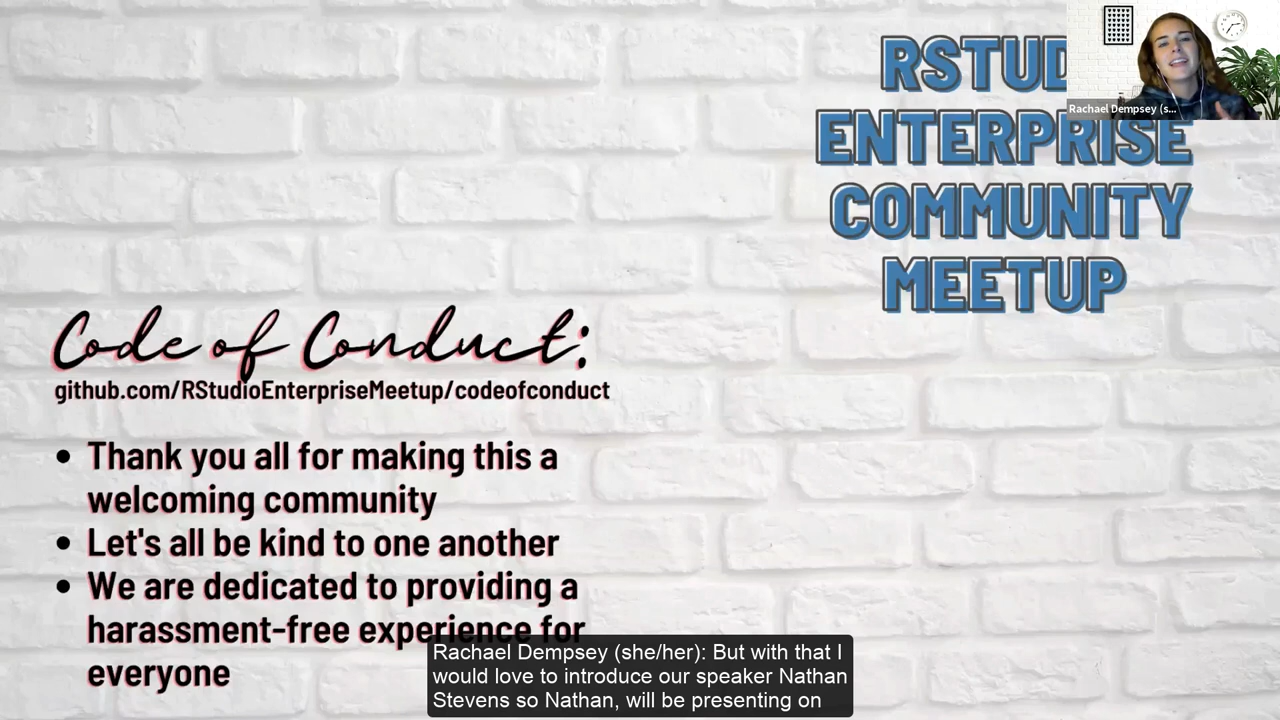 RSTUD
ENTERPRISE
COMMUNITY
MEETUP
Rachael Dempsey (s...
Code of Conduct:
github.com/RStudioEnterpriseMeetup/codeofconduct
• Thank you all for making this a
welcoming community
• Let's all be kind to one another
• We are dedicated to providing a
harassment-free experience for
everyone
Rachael Dempsey (she/her): But with that I
would love to introduce our speaker Nathan
Stevens so Nathan, will be presenting on